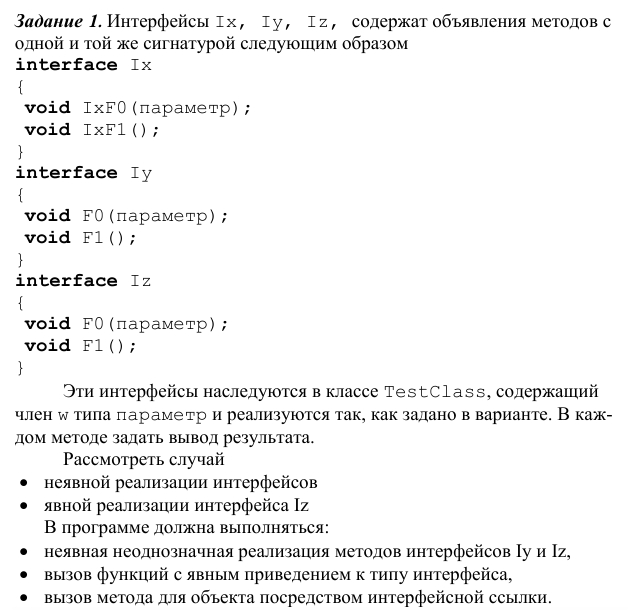 Задание 1. Интерфейсы Ix, Iy, Iz, содержат объявления методов с
одной и той же сигнатурой следующим образом
interface Ix
{
void IxF0(параметр);
void IxF1();
}
interface Iy
{
void F0(параметр);
void F1();
}
interface Iz
{
void F0(параметр);
void F1();
}
Эти интерфейсы наследуются в классе TestClass, содержащий
член w типа параметр и реализуются так, как задано в варианте. В каж-
дом методе задать вывод результата.
Рассмотреть случай
• неявной реализации интерфейсов
• явной реализации интерфейса Iz
В программе должна выполняться:
• неявная неоднозначная реализация методов интерфейсов Iy и Iz,
• вызов функций с явным приведением к типу интерфейса,
• вызов метода для объекта посредством интерфейсной ссылки.